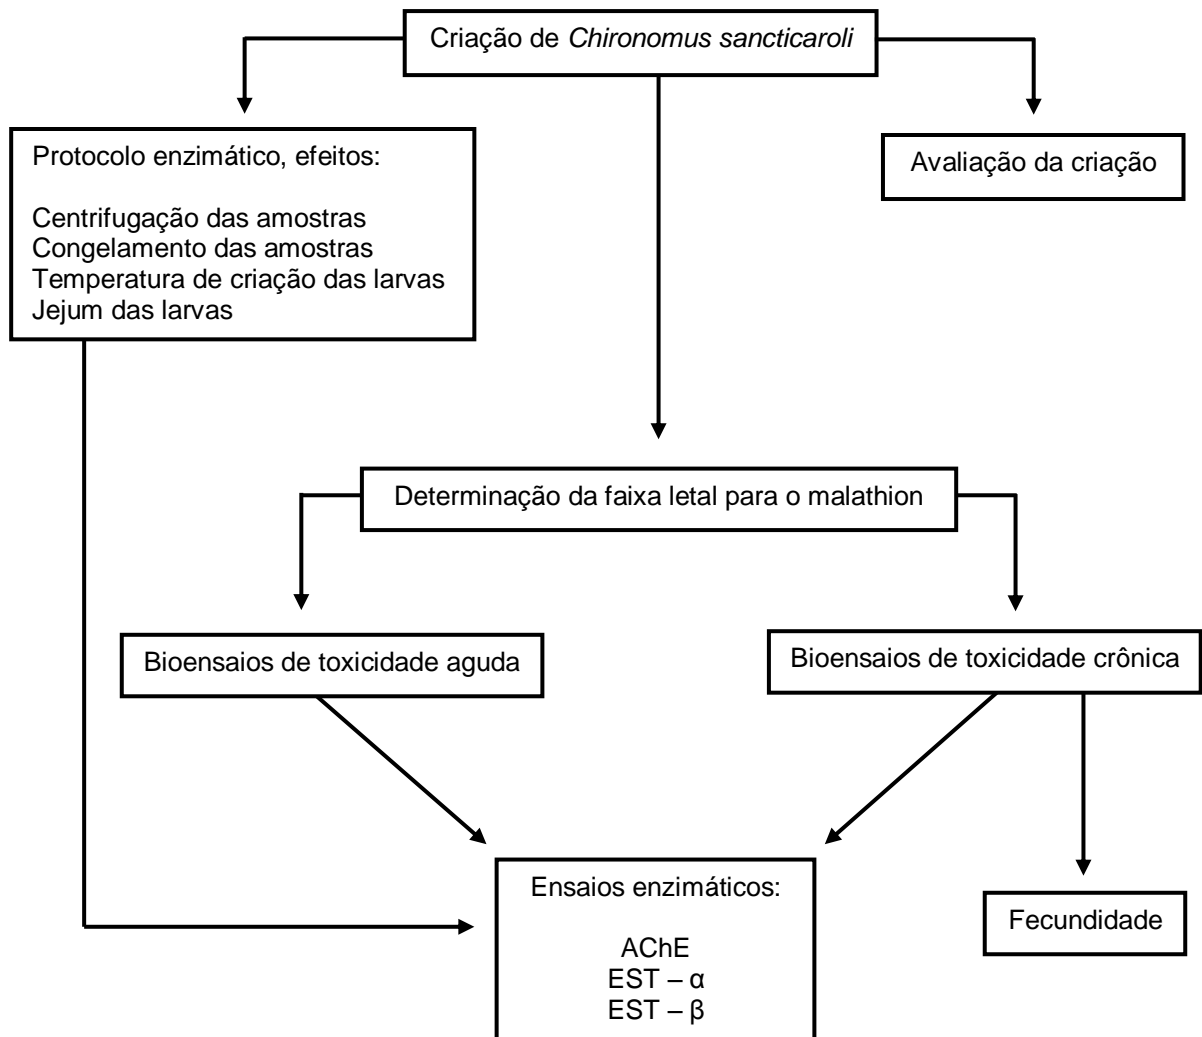 Criação de Chironomus sancticaroli
Protocolo enzimático, efeitos:
Centrifugação das amostras
Congelamento das amostras
Temperatura de criação das larvas
Jejum das larvas
Avaliação da criação
Determinação da faixa letal para o malathion
Bioensaios de toxicidade aguda
Bioensaios de toxicidade crônica
Ensaios enzimáticos:
AChE
EST – α
EST – β
Fecundidade